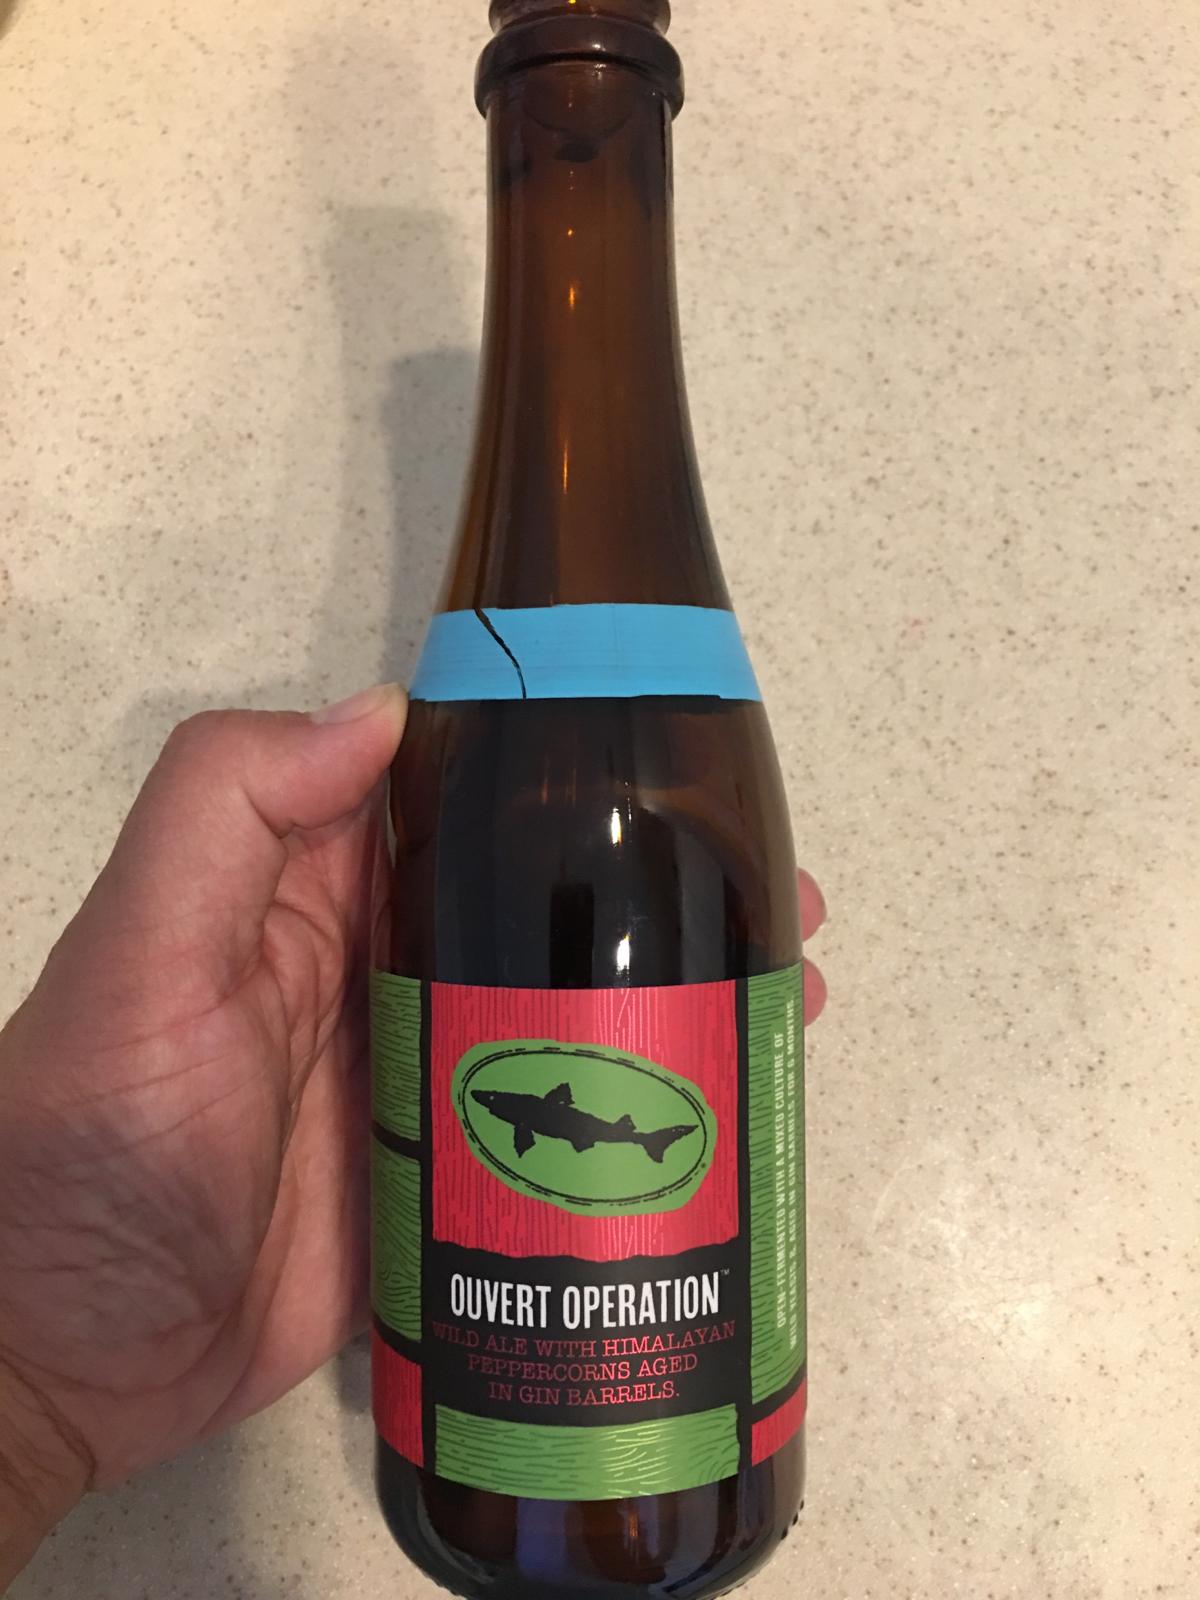 OUVERT OPERATION™
WILD ALE WITH HIMALAYAN
PEPPERCORNS AGED
IN GIN BARRELS.
OPEN-FERMENTED WITH A MIXED CULTURE OF
WILD YEASTS & AGED IN GIN BARRELS FOR 6 MONTHS.